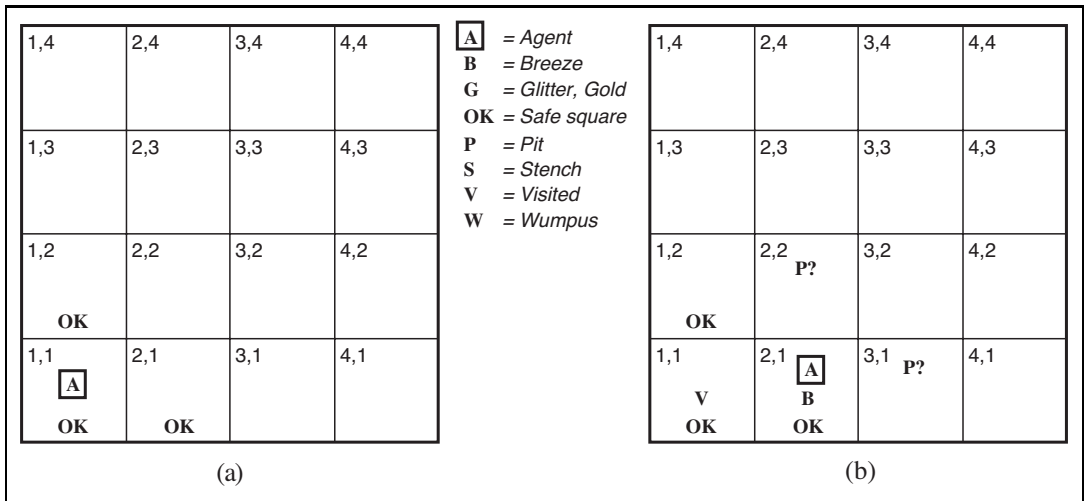 1,4 2,4 3,4 4,4
1,3 2,3 3,3 4,3
1,2 2,2 3,2 4,2
OK
1,1 2,1 3,1 4,1
A
OK OK
(a)
A = Agent
B = Breeze
G = Glitter, Gold
OK = Safe square
P = Pit
S = Stench
V = Visited
W = Wumpus
1,4 2,4 3,4 4,4
1,3 2,3 3,3 4,3
1,2 2,2 3,2 4,2
P?
OK
1,1 2,1 3,1 4,1
A P?
V B
OK OK
(b)